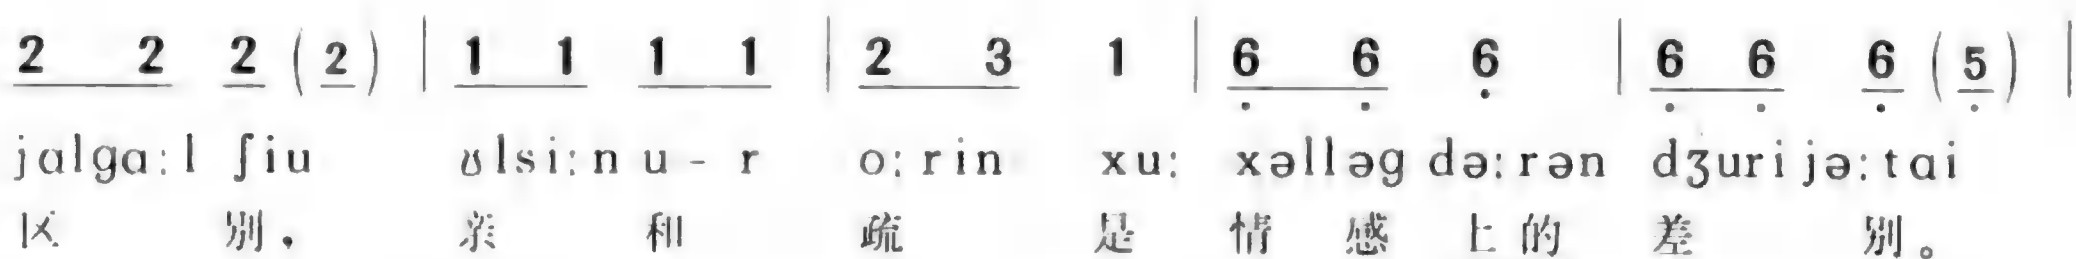 2 2 2 ( 2 ) | 1 1 1 1 | 2 3 1 | 6 6 6 | 6 6 6 ( 5 ) |
jɑlgɑ:l ʃiu ʊlsi:n u - r o:rin xu: xəlləg də:rən dʒuri jə:tɑi
区 别, 亲 和 疏 是 情 感 上 的 差 别。